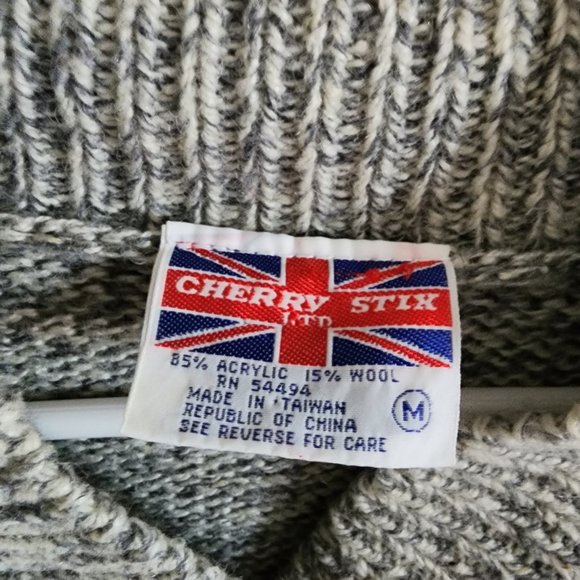 CHERRY STIX
LTD
85% ACRYLIC 15% WOOL
RN 54494
MADE IN TAIWAN
REPUBLIC OF CHINA
SEE REVERSE FOR CARE
M